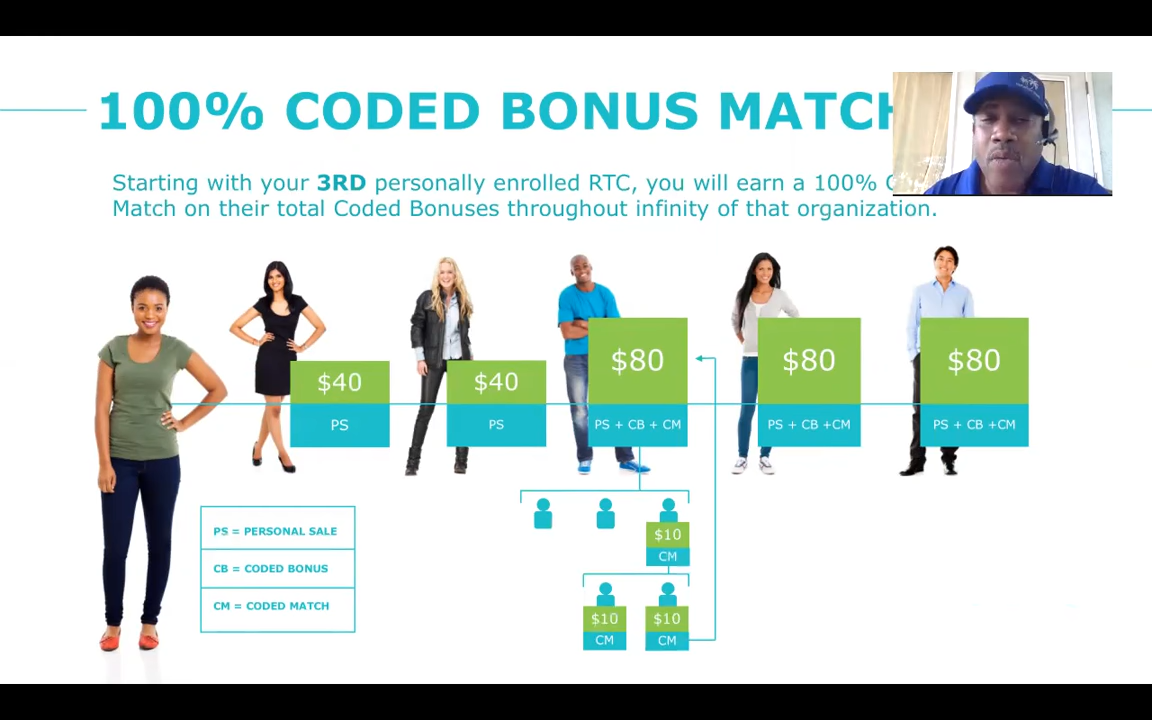 100% CODED BONUS MATCH
Starting with your 3RD personally enrolled RTC, you will earn a 100%
Match on their total Coded Bonuses throughout infinity of that organization.
$40
PS
$40
PS
$80
PS + CB + CM
$80
PS + CB +CM
$80
PS + CB +CM
PS = PERSONAL SALE
CB = CODED BONUS
CM = CODED MATCH
$10
CM
$10
CM
$10
CM